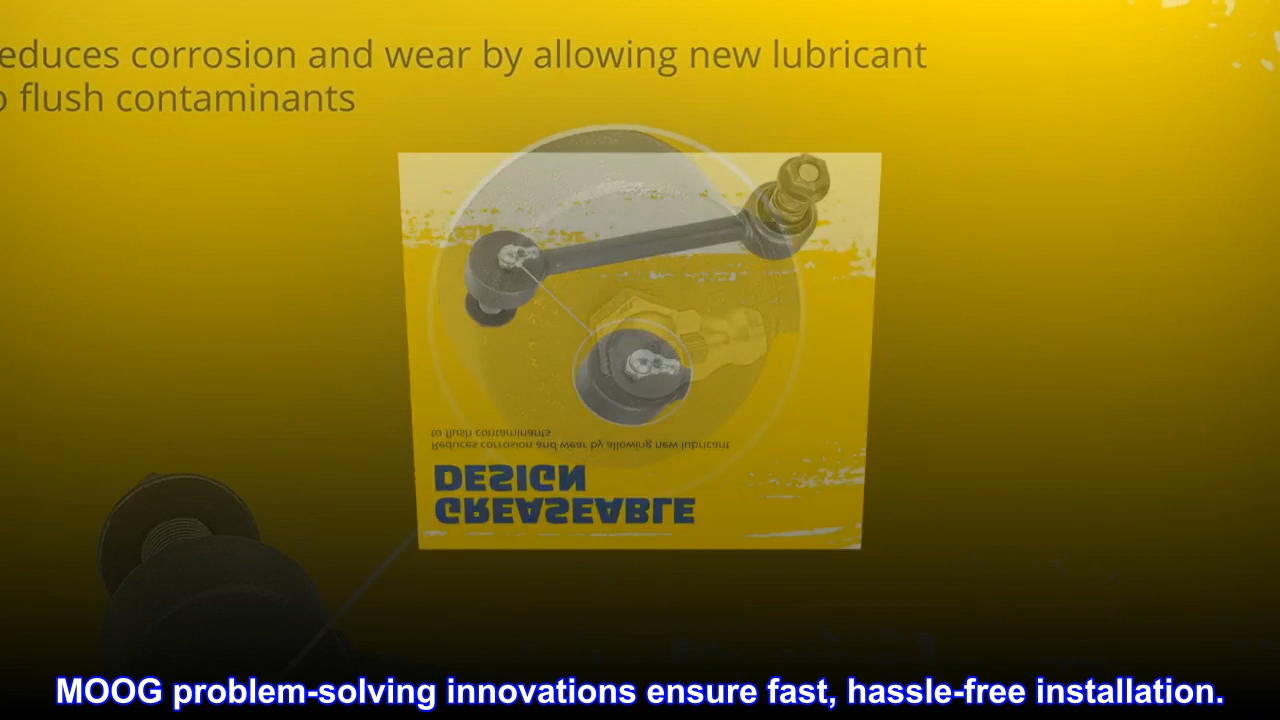 educes corrosion and wear by allowing new lubricant
o flush contaminants
to flush contaminants
Reduces corrosion and wear by allowing new lubricant
DESIGN
GREASEABLE
MOOG problem-solving innovations ensure fast, hassle-free installation.